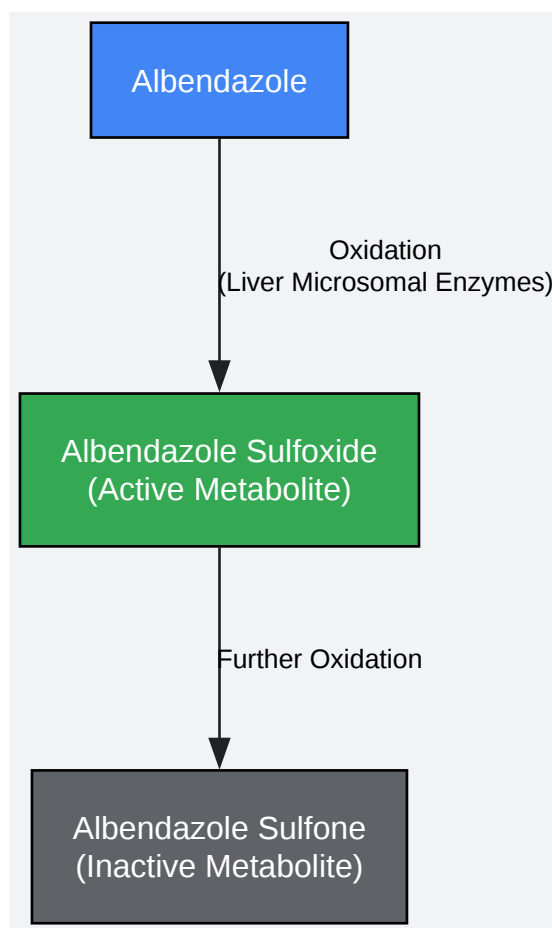 Albendazole
Oxidation
(Liver Microsomal Enzymes)
Albendazole Sulfoxide
(Active Metabolite)
Further Oxidation
Albendazole Sulfone
(Inactive Metabolite)